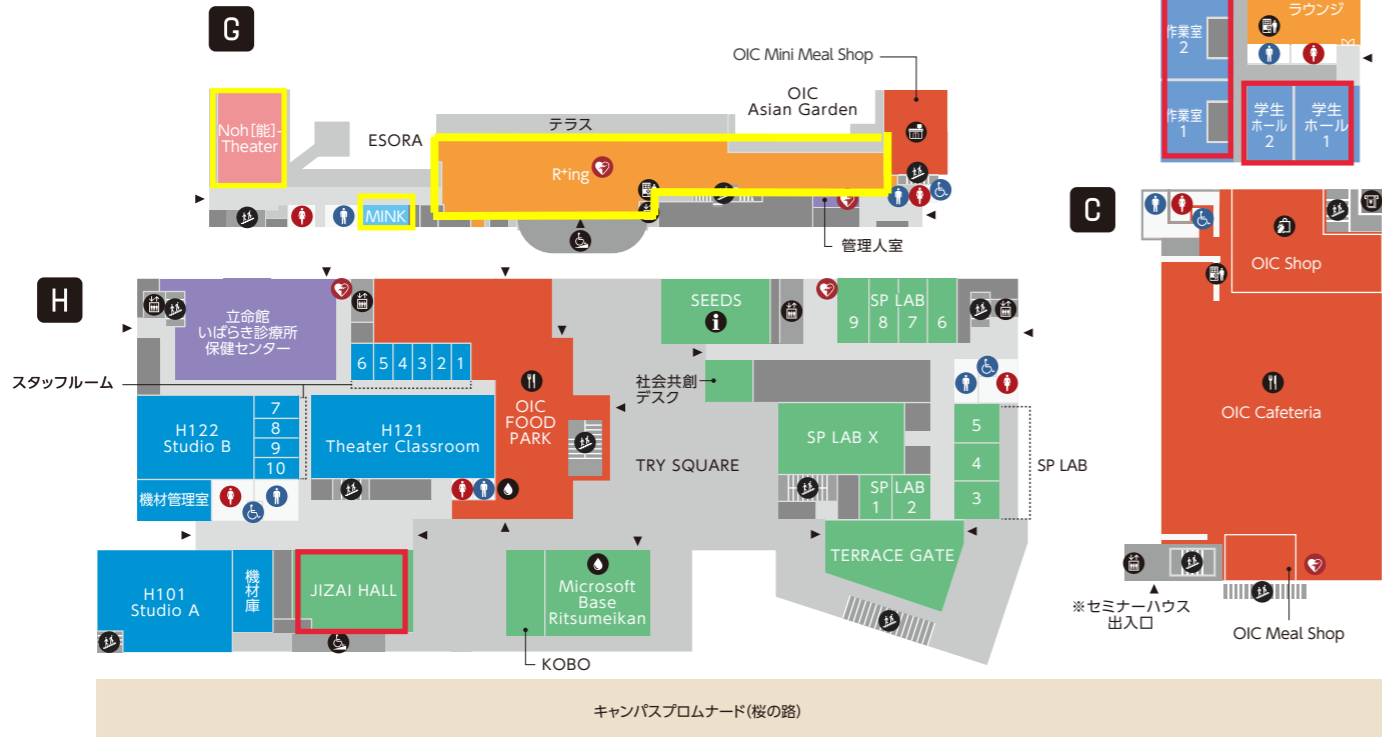 G
OIC Mini Meal Shop
OIC
Asian Garden
Noh[能]-
Theater
ESORA
テラス
R+ing
MINK
管理人室
ラウンジ
作業室
2
作業室
1
学生
ホール
2
学生
ホール
1
C
OIC Shop
OIC Cafeteria
※セミナーハウス
出入口
OIC Meal Shop
H
立命館
いばらき診療所
保健センター
スタッフルーム
6 5 4 3 2 1
7
8
9
10
H122
Studio B
H121
Theater Classroom
機材管理室
OIC
FOOD
PARK
SEEDS
SP LAB
9 8 7 6
社会共創
デスク
SP LAB X
TRY SQUARE
5
4
3
SP LAB
SP LAB
1 2
TERRACE GATE
H101
Studio A
機材庫
JIZAI HALL
Microsoft
Base
Ritsumeikan
KOBO
キャンパスプロムナード(桜の路)